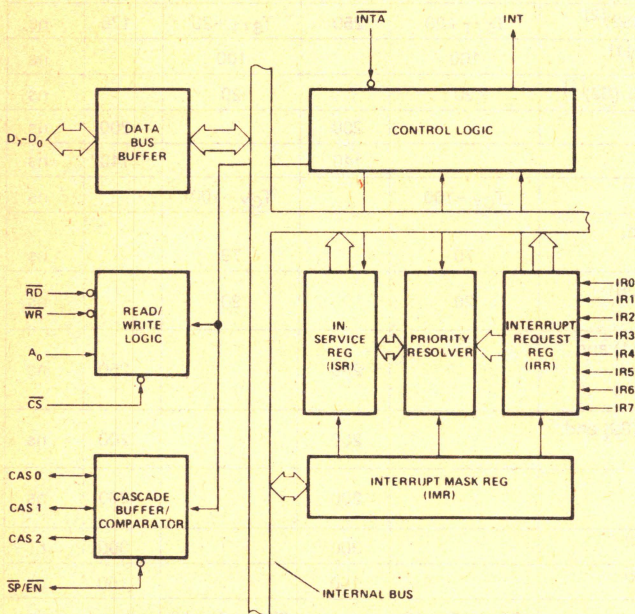 INTA
INT
DATA
BUS
BUFFER
D7-D0
CONTROL LOGIC
RD
WR
A0
CS
READ/
WRITE
LOGIC
IN
SERVICE
REG
(ISR)
PRIORITY
RESOLVER
INTERRUPT
REQUEST
REG
(IRR)
IR0
IR1
IR2
IR3
IR4
IR5
IR6
IR7
CAS 0
CAS 1
CAS 2
SP/EN
CASCADE
BUFFER/
COMPARATOR
INTERRUPT MASK REG
(IMR)
INTERNAL BUS